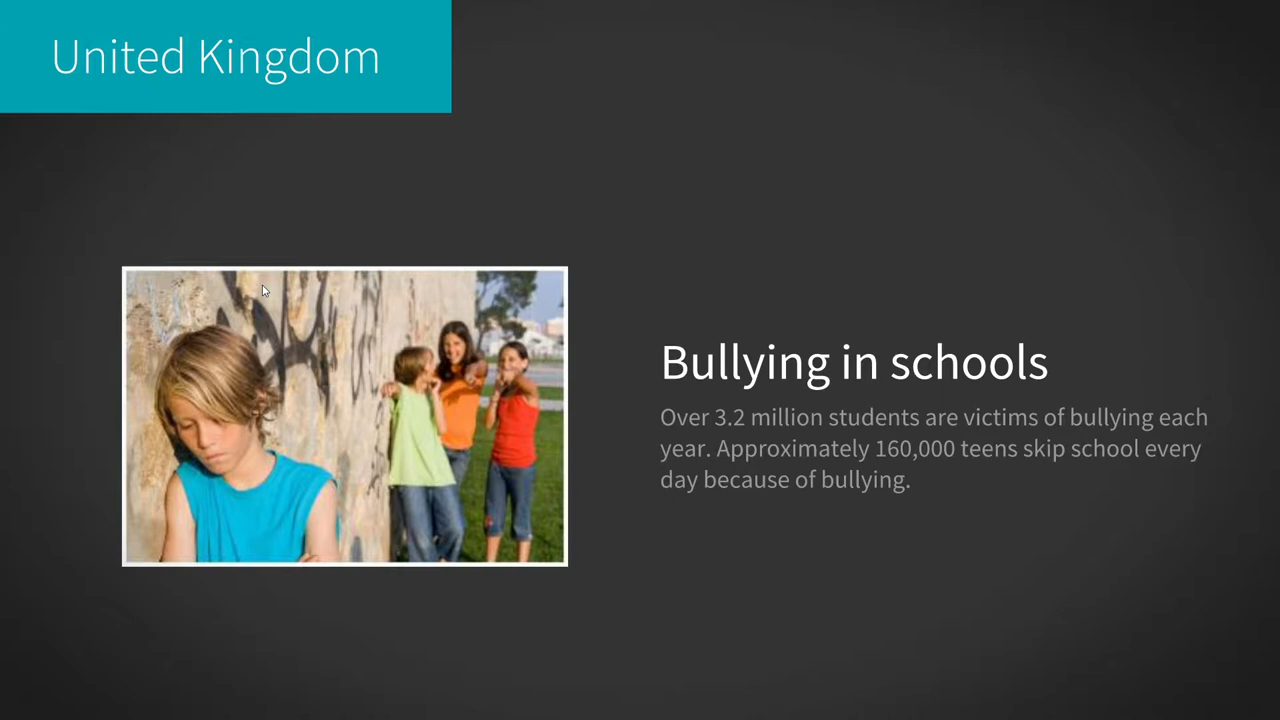 United Kingdom
Bullying in schools
Over 3.2 million students are victims of bullying each
year. Approximately 160,000 teens skip school every
day because of bullying.